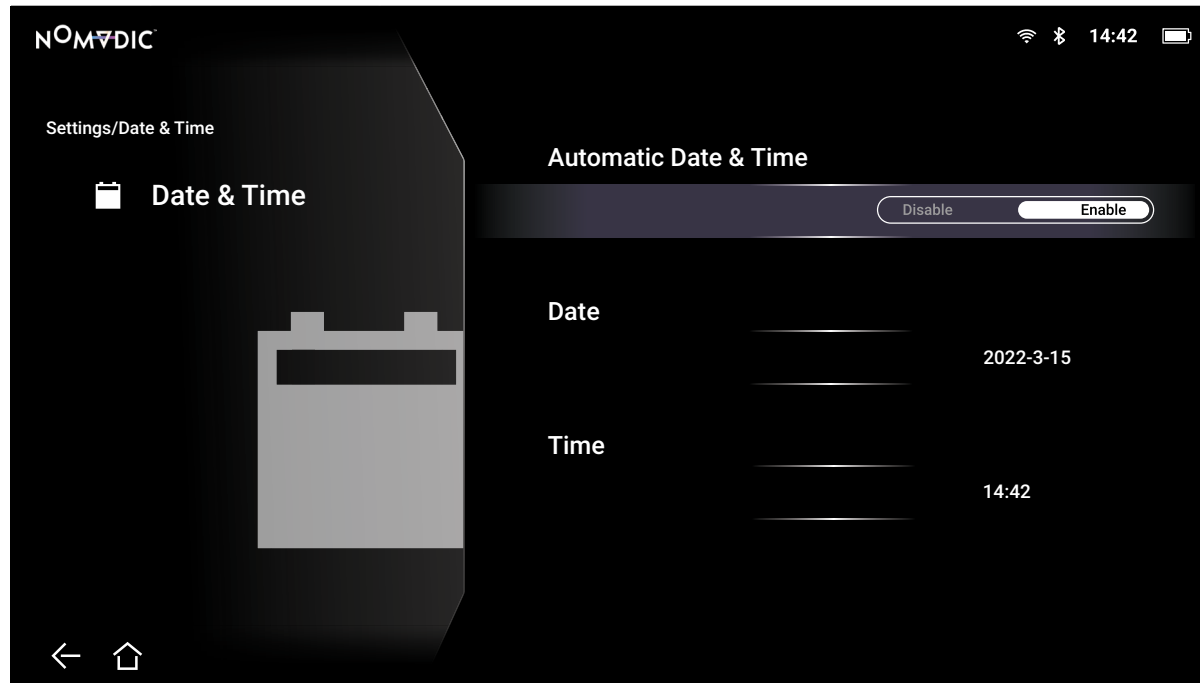 NOMADIC™
14:42
Settings/Date & Time
Date & Time
Automatic Date & Time
Disable Enable
Date
2022-3-15
Time
14:42